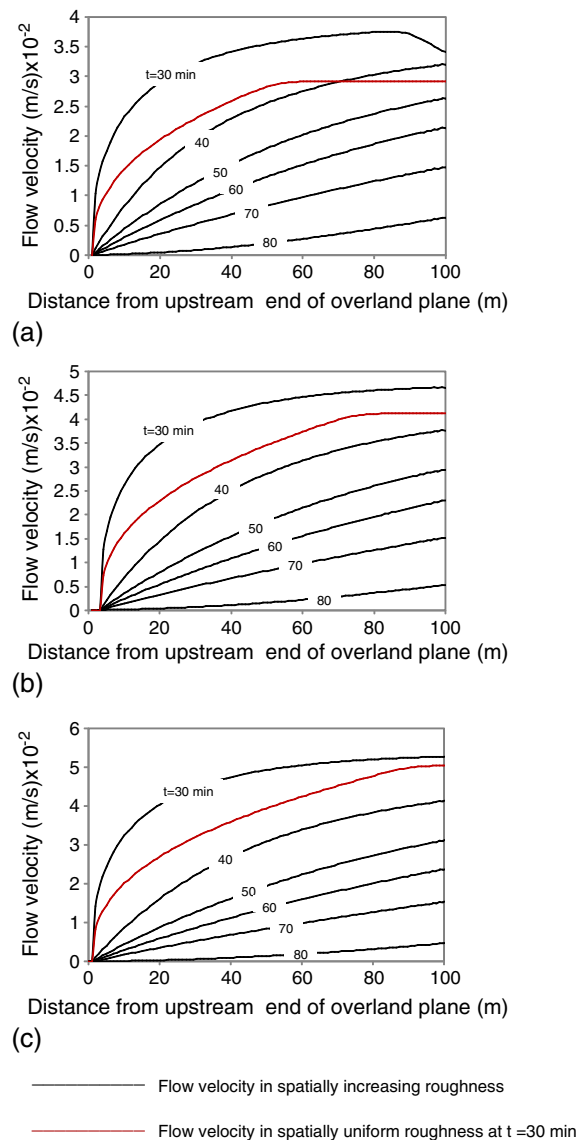 4
3.5
3
2.5
2
1.5
1
0.5
0
Flow velocity (m/s)x10-2
t=30 min
40
50
60
70
80
0 20 40 60 80 100
Distance from upstream end of overland plane (m)
(a)
5
4.5
4
3.5
3
2.5
2
1.5
1
0.5
0
Flow velocity (m/s)x10-2
t=30 min
40
50
60
70
80
0 20 40 60 80 100
Distance from upstream end of overland plane (m)
(b)
6
5
4
3
2
1
0
Flow velocity (m/s)x10-2
t=30 min
40
50
60
70
80
0 20 40 60 80 100
Distance from upstream end of overland plane (m)
(c)
Flow velocity in spatially increasing roughness
Flow velocity in spatially uniform roughness at t =30 min